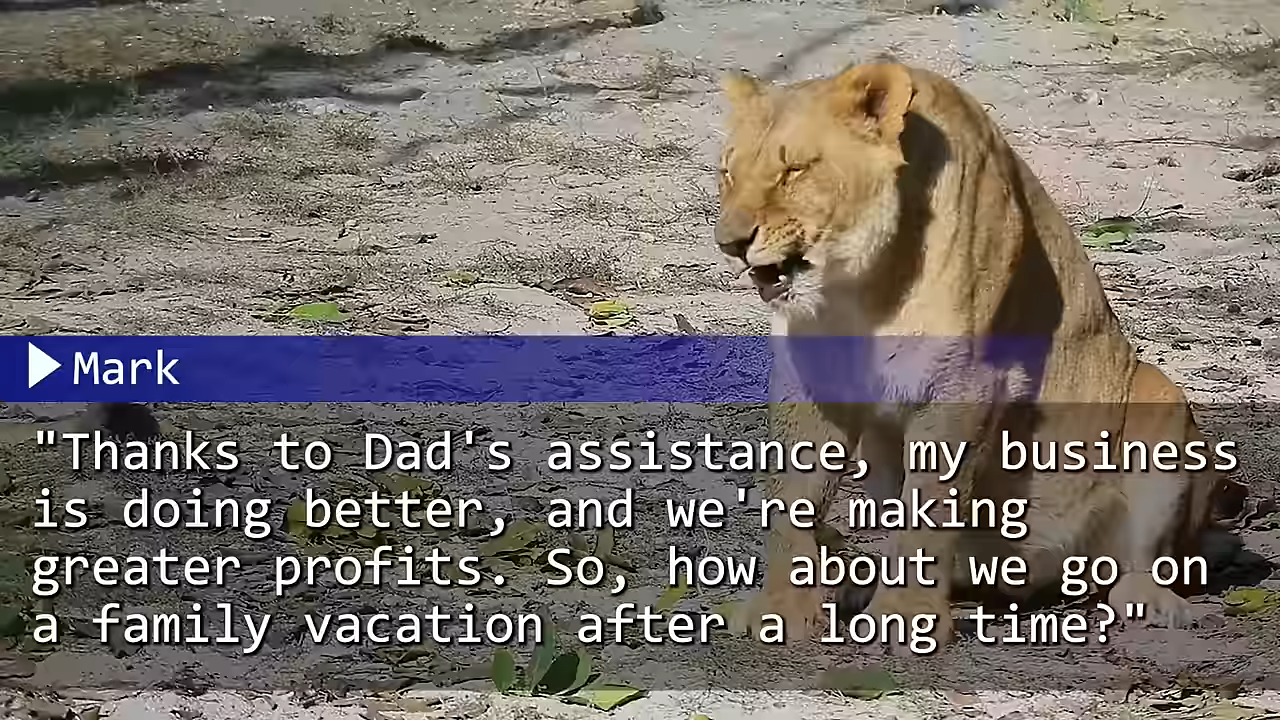 Mark
"Thanks to Dad's assistance, my business
is doing better, and we're making
greater profits. So, how about we go on
a family vacation after a long time?"